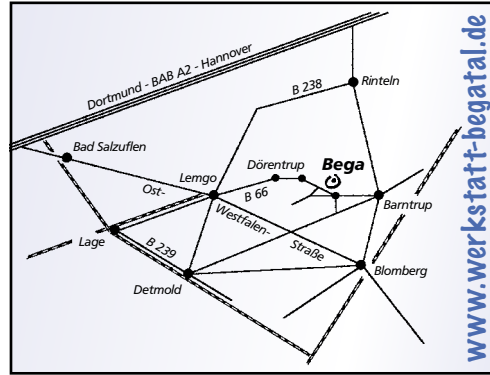 Dortmund - BAB A2 - Hannover
B 238
Rinteln
Bad Salzuflen
Ost-
Lemgo
Dörentrup
Bega
B 66
Westfalen-
Straße
Barntrup
Lage
B 239
Detmold
Blomberg
www.werkstatt-begatal.de